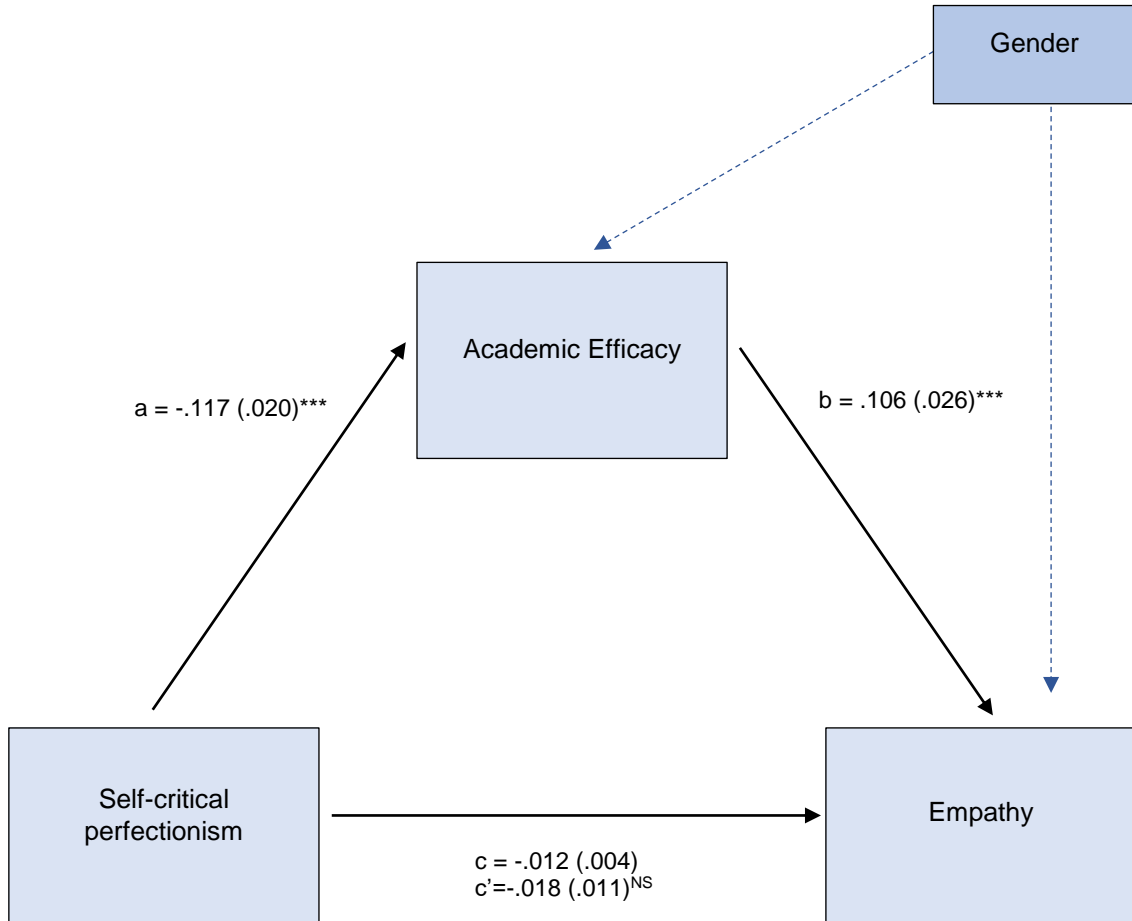 Gender
Academic Efficacy
a = -.117 (.020)***
b = .106 (.026)***
Self-critical
perfectionism
Empathy
c = -.012 (.004)
c’=-.018 (.011)NS